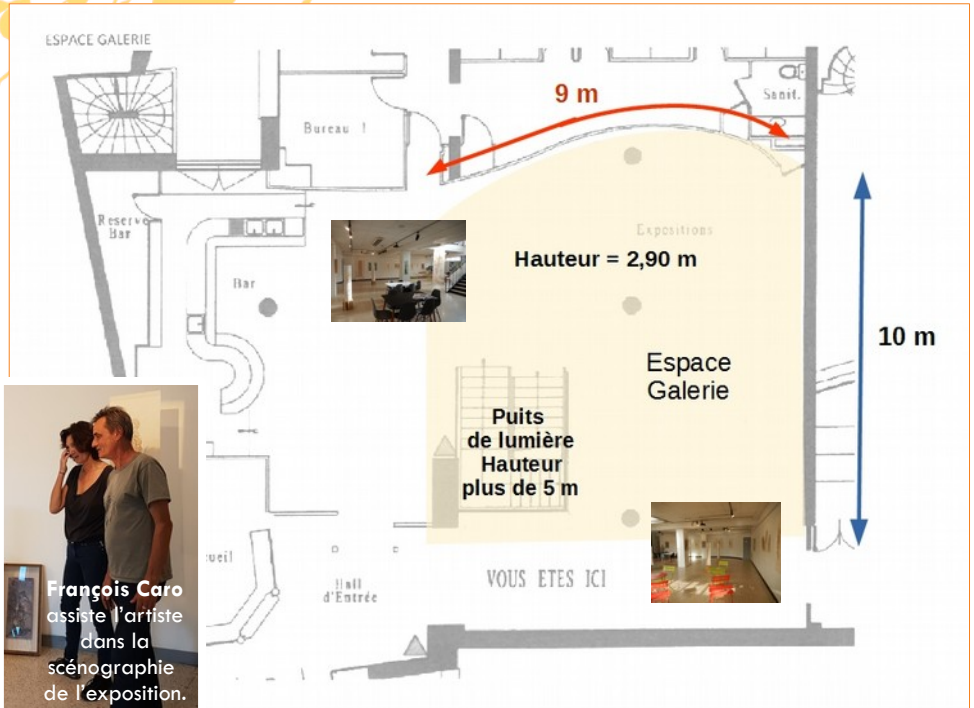 ESPACE GALERIE
9 m
Sanit.
Bureau 1
Reserve
Bar
Expositions
Hauteur = 2,90 m
Bar
10 m
Espace
Galerie
Puits
de lumière
Hauteur
plus de 5 m
François Caro
assiste l'artiste
dans la
scénographie
de l'exposition.
ueil
Hall
d'Entrée
VOUS ETES ICI